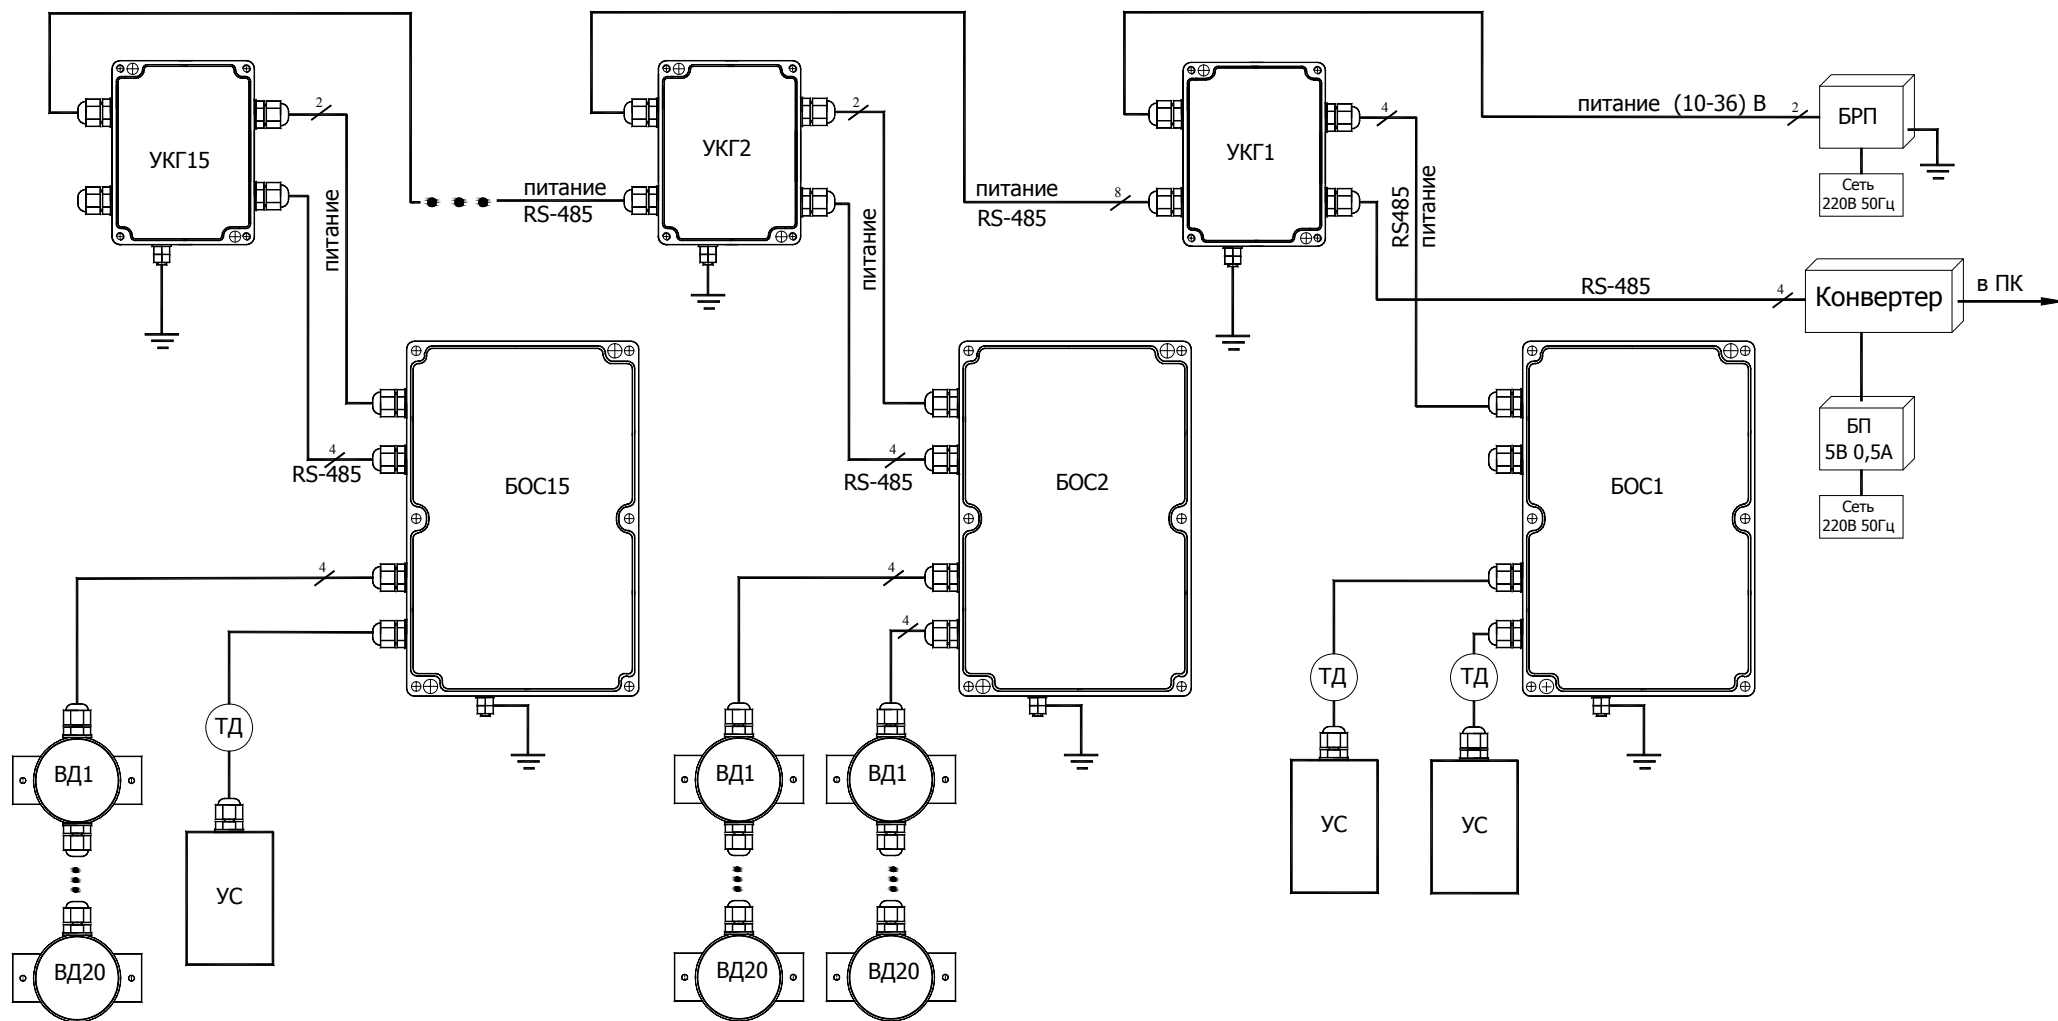 питание (10-36) В
2
БРП
Сеть
220В 50Гц
2
УКГ15
питание
питание
RS-485
2
УКГ2
питание
питание
RS-485
8
4
УКГ1
RS485
питание
RS-485
4
Конвертер
в ПК
БП
5В 0,5А
Сеть
220В 50Гц
4
RS-485
БОС15
4
RS-485
БОС2
БОС1
4
4
4
ТД
ТД
ТД
ВД1
УС
ВД20
ВД1
ВД1
ВД20
ВД20
УС
УС